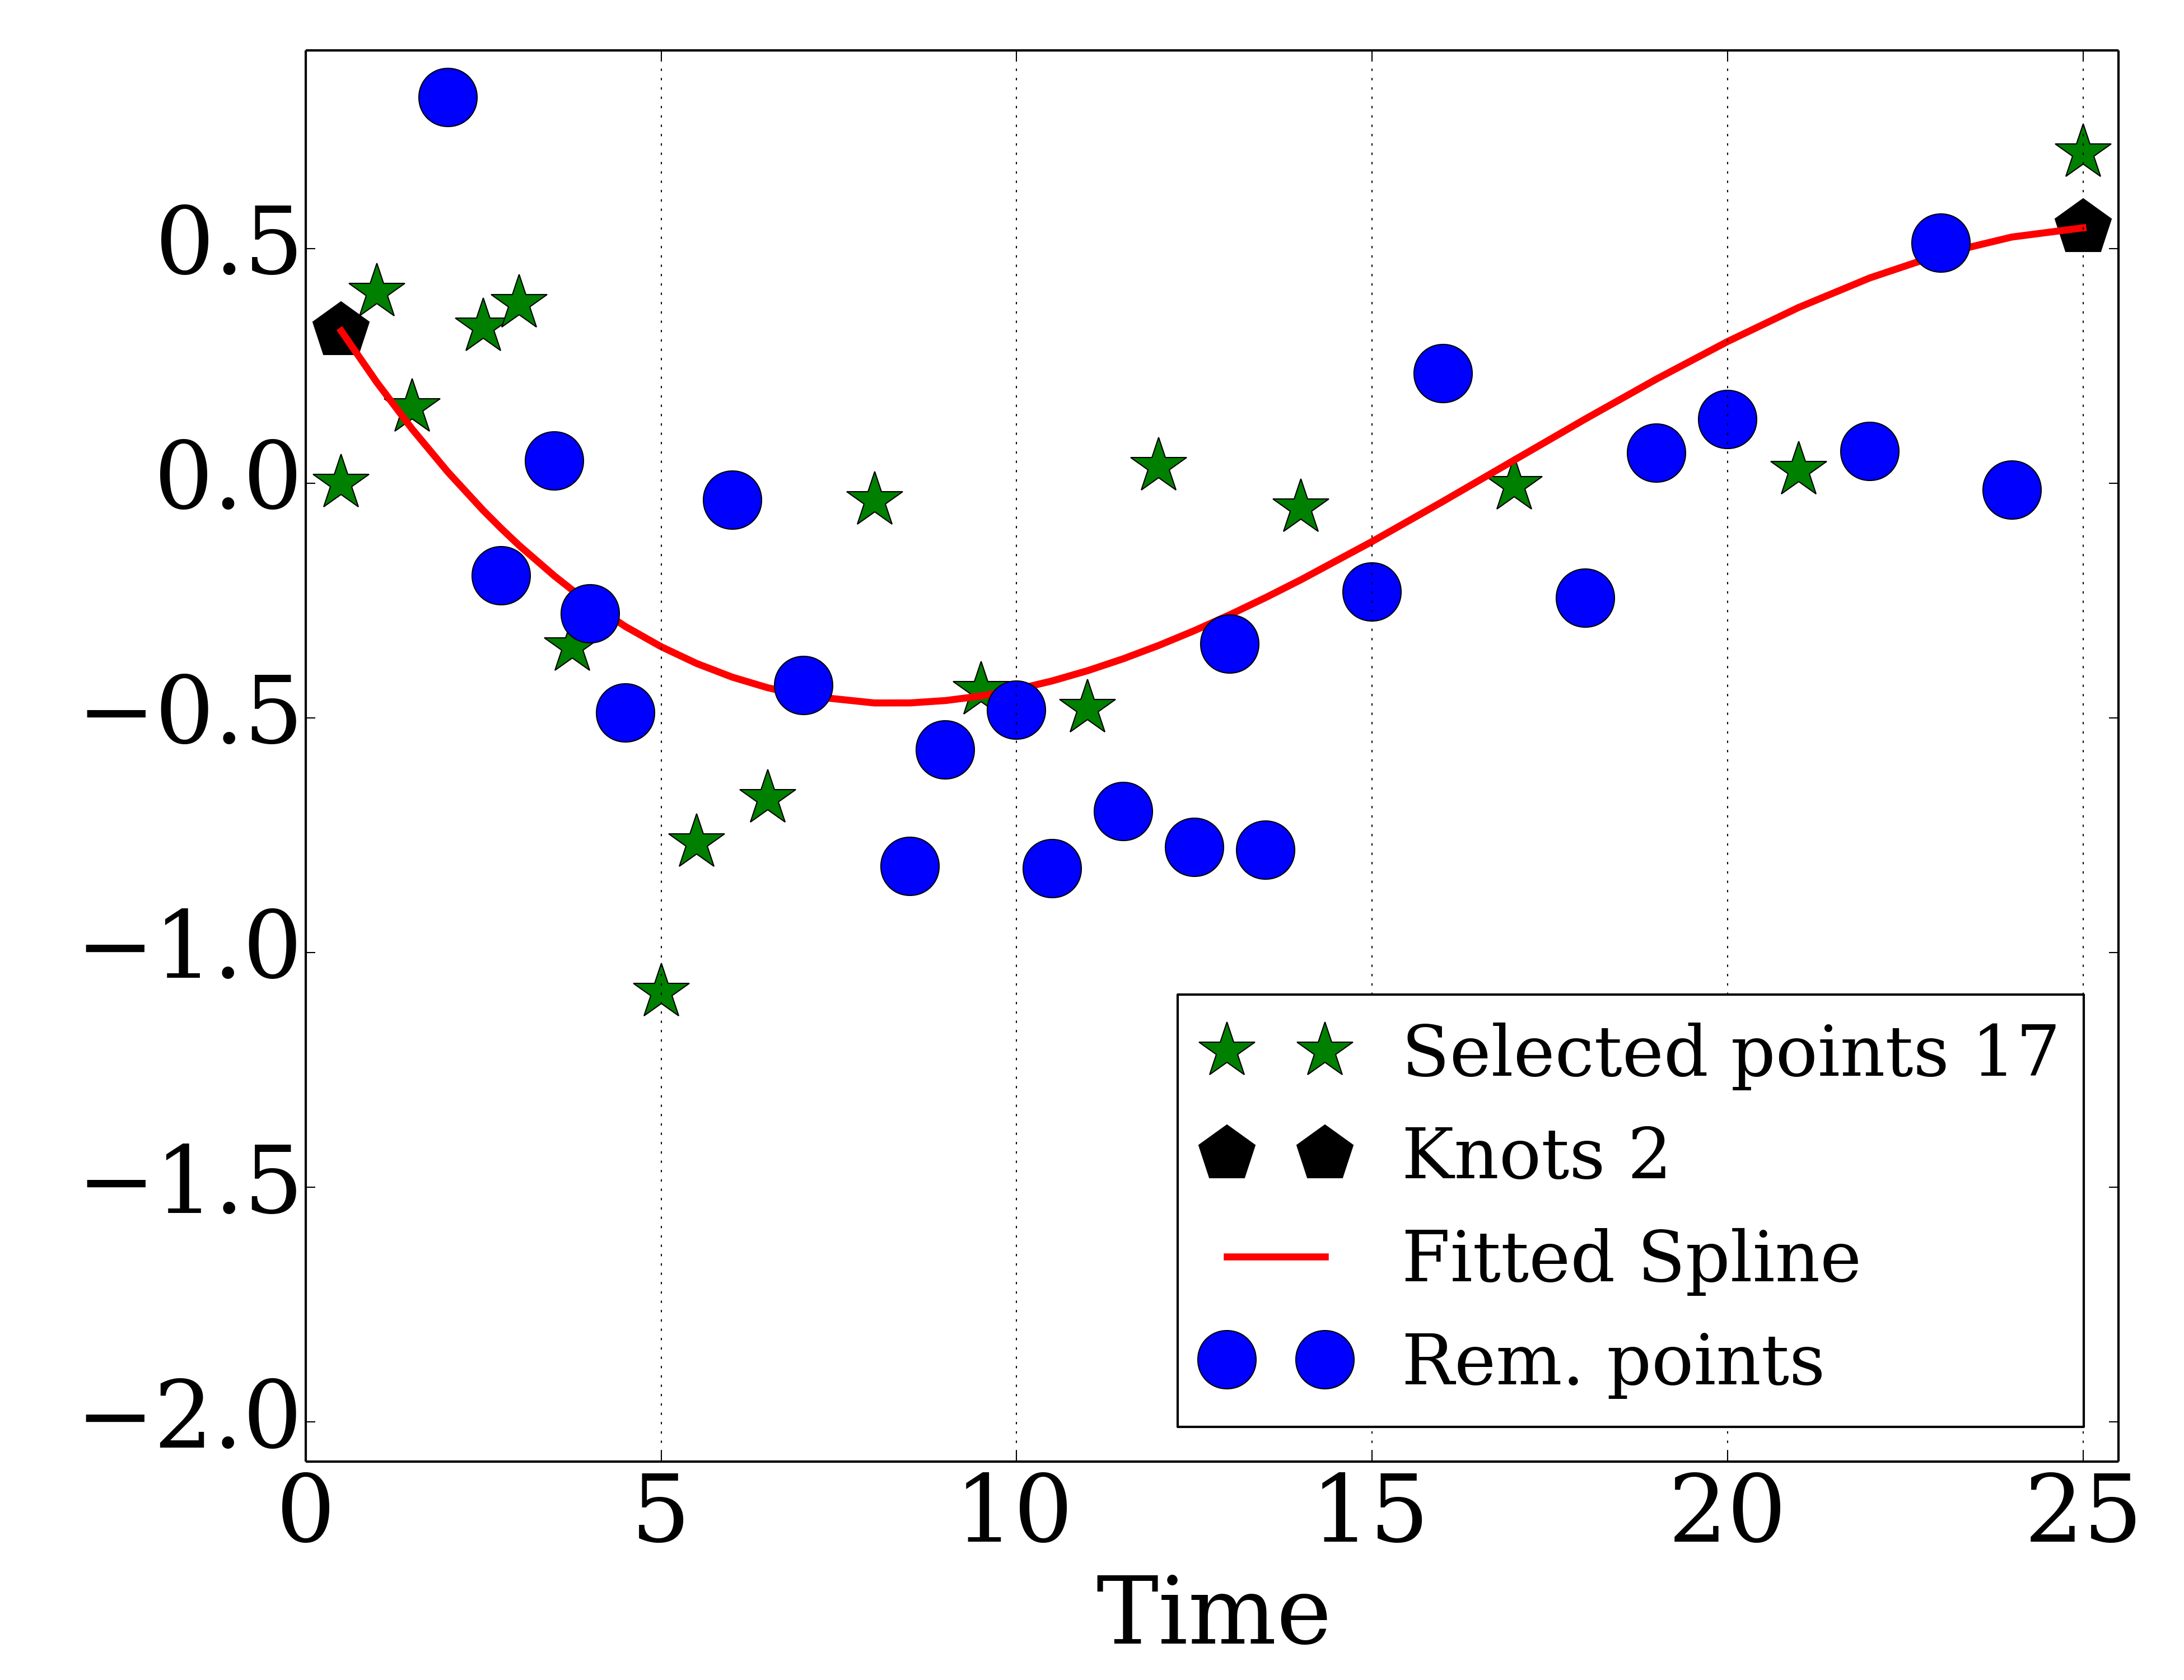 0.5
0.0
−0.5
−1.0
−1.5
−2.0
Selected points 17
Knots 2
Fitted Spline
Rem. points
0 5 10 15 20 25
Time